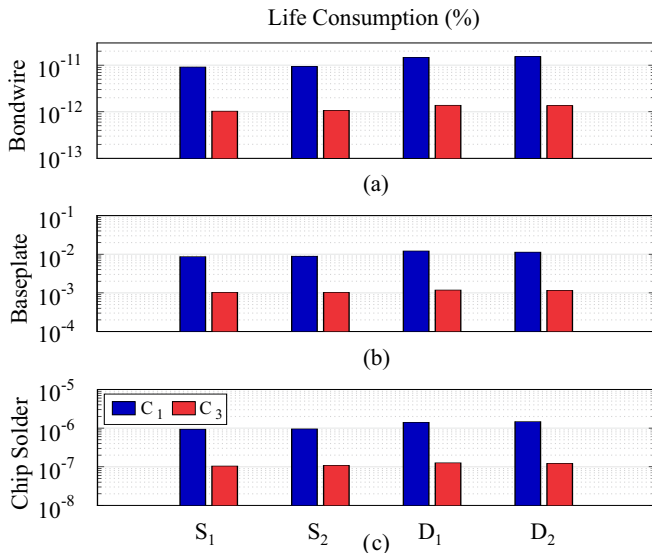 Life Consumption (%)
Bondwire
10⁻¹¹
10⁻¹²
10⁻¹³
(a)
Baseplate
10⁻¹
10⁻²
10⁻³
10⁻⁴
(b)
Chip Solder
10⁻⁵
10⁻⁶
10⁻⁷
10⁻⁸
C₁ C₃
S₁ S₂ D₁ D₂
(c)